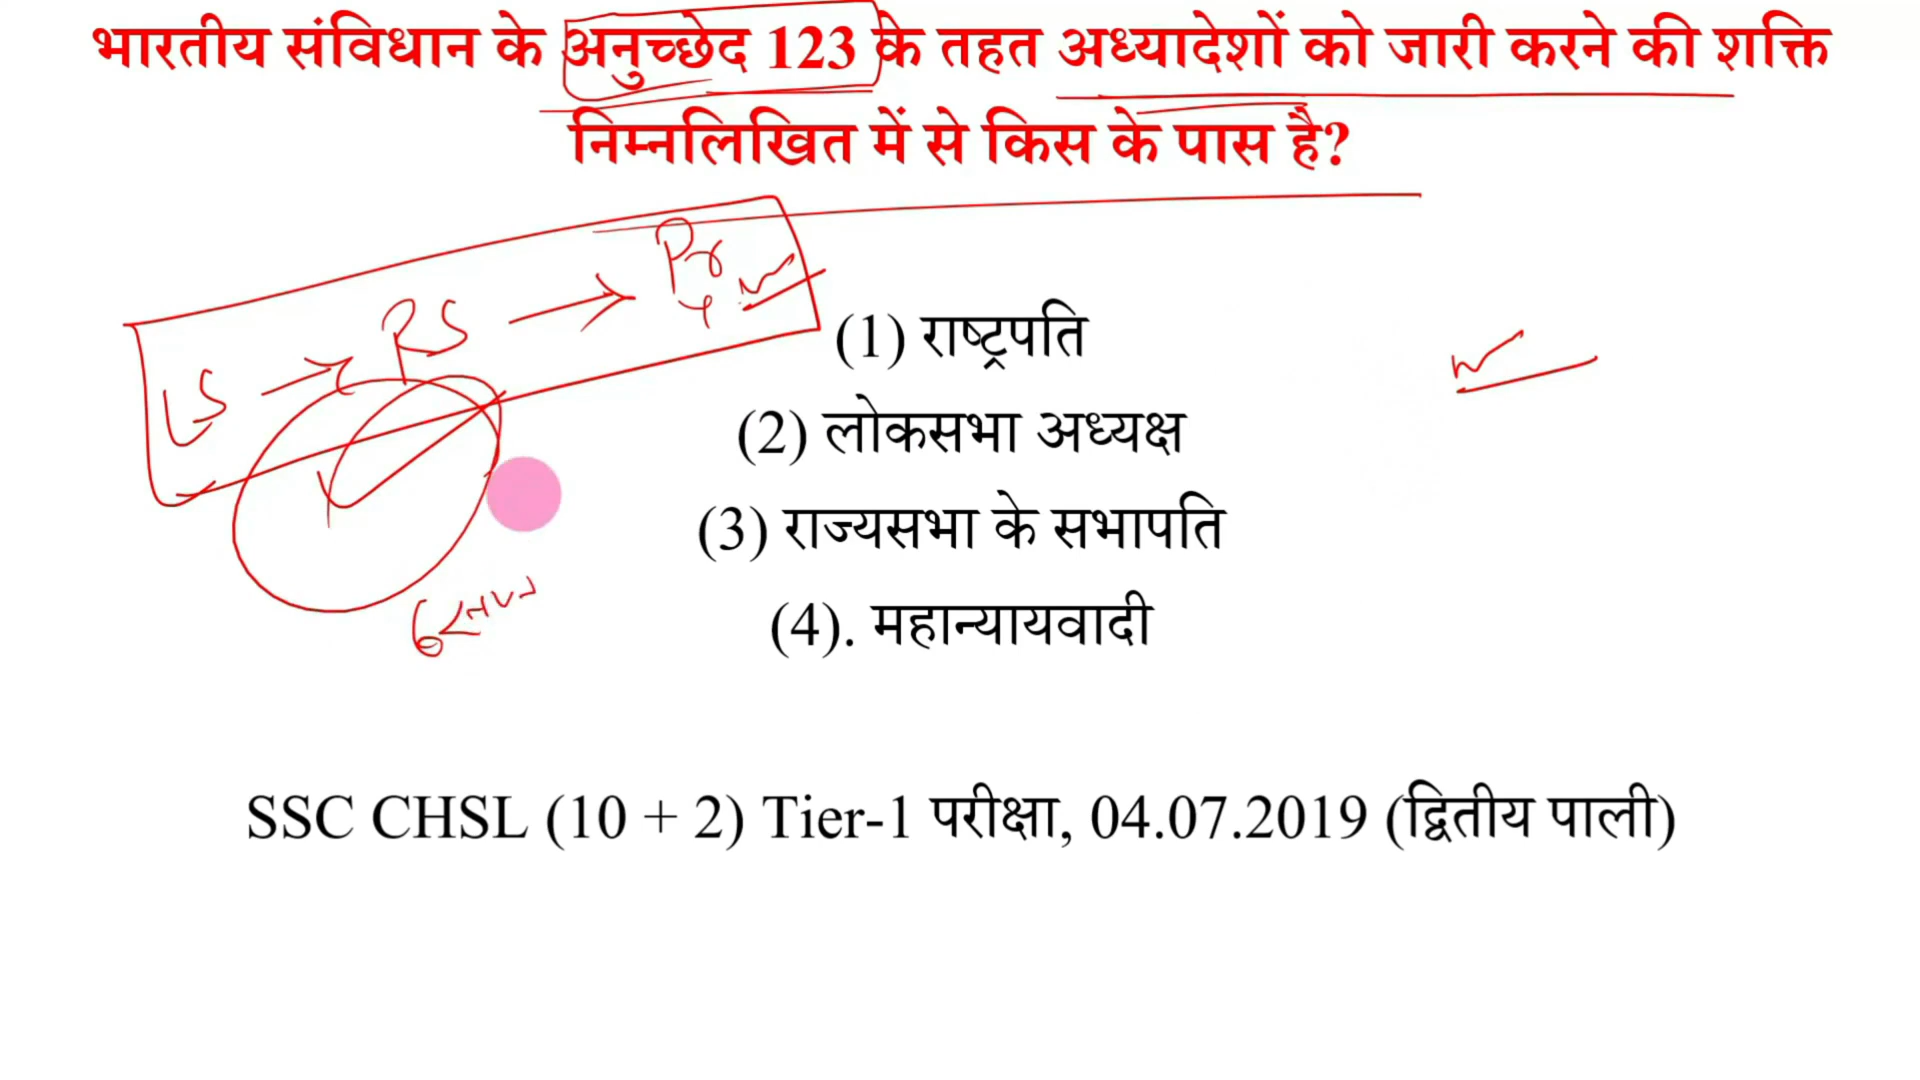 भारतीय संविधान के अनुच्छेद 123 के तहत अध्यादेशों को जारी करने की शक्ति
निम्नलिखित में से किस के पास है?
LS → RS → Pr
(1) राष्ट्रपति
(2) लोकसभा अध्यक्ष
(3) राज्यसभा के सभापति
(4). महान्यायवादी
SSC CHSL (10 + 2) Tier-1 परीक्षा, 04.07.2019 (द्वितीय पाली)